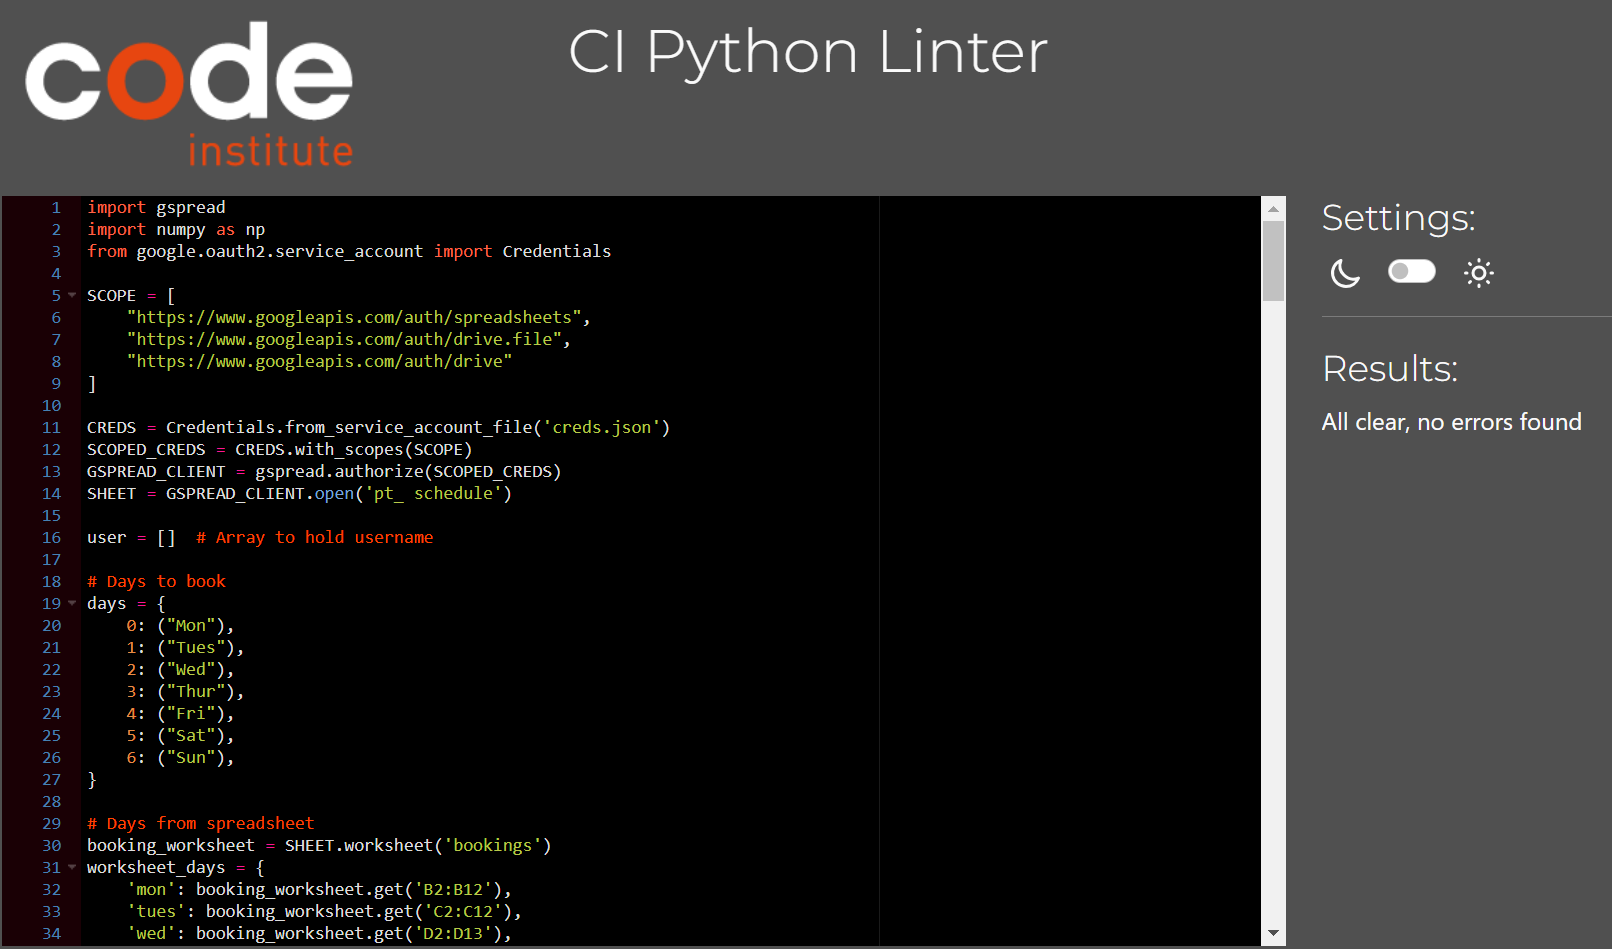 code
institute
CI Python Linter
1 import gspread
2 import numpy as np
3 from google.oauth2.service_account import Credentials
4
5 SCOPE = [
6     "https://www.googleapis.com/auth/spreadsheets",
7     "https://www.googleapis.com/auth/drive.file",
8     "https://www.googleapis.com/auth/drive"
9 ]
10
11 CREDS = Credentials.from_service_account_file('creds.json')
12 SCOPED_CREDS = CREDS.with_scopes(SCOPE)
13 GSPREAD_CLIENT = gspread.authorize(SCOPED_CREDS)
14 SHEET = GSPREAD_CLIENT.open('pt_ schedule')
15
16 user = []  # Array to hold username
17
18 # Days to book
19 days = {
20     0: ("Mon"),
21     1: ("Tues"),
22     2: ("Wed"),
23     3: ("Thur"),
24     4: ("Fri"),
25     5: ("Sat"),
26     6: ("Sun"),
27 }
28
29 # Days from spreadsheet
30 booking_worksheet = SHEET.worksheet('bookings')
31 worksheet_days = {
32     'mon': booking_worksheet.get('B2:B12'),
33     'tues': booking_worksheet.get('C2:C12'),
34     'wed': booking_worksheet.get('D2:D13'),
Settings:
Results:
All clear, no errors found